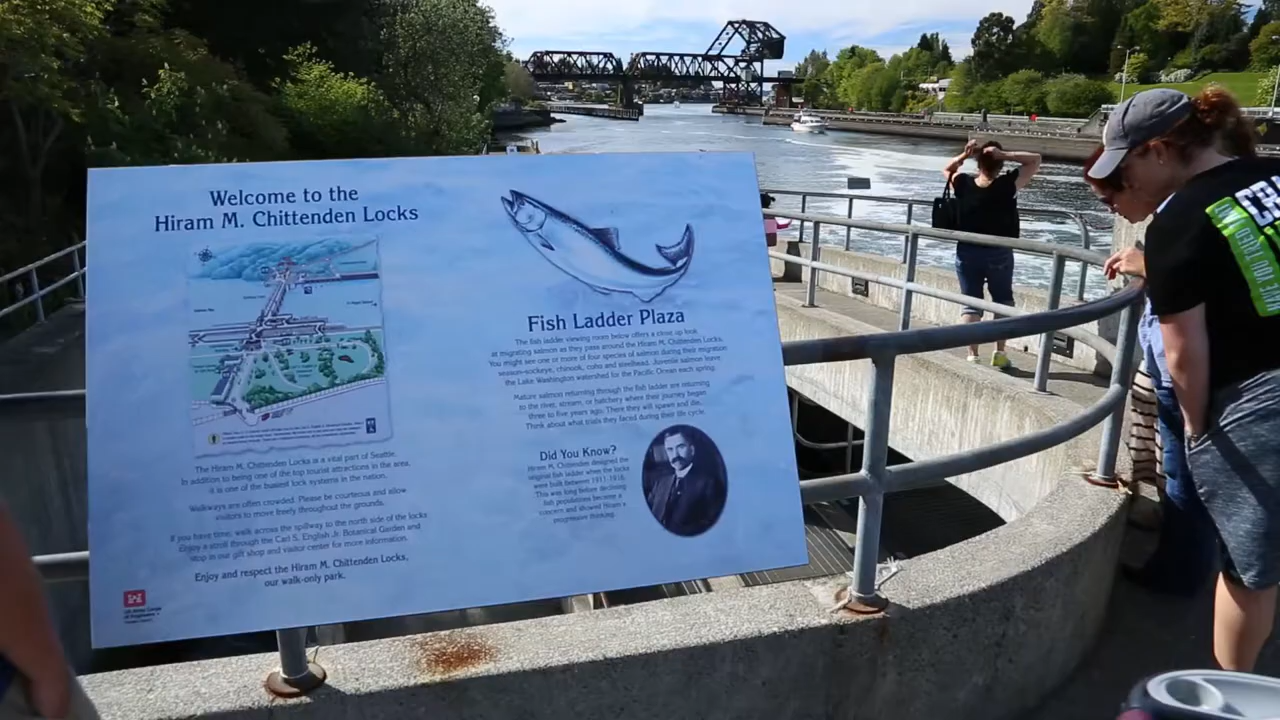 Welcome to the
Hiram M. Chittenden Locks
The Hiram M. Chittenden Locks is a vital part of Seattle.
In addition to being one of the top tourist attractions in the area,
it is one of the busiest lock systems in the nation.
Walkways are often crowded. Please be courteous and allow
visitors to move freely throughout the grounds.
If you have time, walk across the spillway to the north side of the locks
Enjoy a stroll through the Carl S. English Jr. Botanical Garden and
stop in our gift shop and visitor center for more information.
Enjoy and respect the Hiram M. Chittenden Locks,
our walk-only park.
US Army Corps
of Engineers
Fish Ladder Plaza
The fish ladder viewing room below offers a close up look
at migrating salmon as they pass around the Hiram M. Chittenden Locks.
You might see one or more of four species of salmon during their migration
season-sockeye, chinook, coho and steelhead. Juvenile salmon leave
the Lake Washington watershed for the Pacific Ocean each spring.
Mature salmon returning through the fish ladder are returning
to the river, stream, or hatchery where their journey began
three to five years ago. There they will spawn and die.
Think about what trials they faced during their life cycle.
Did You Know?
Hiram M. Chittenden designed the
original fish ladder when the locks
were built between 1911-1916.
This was long before declining
fish populations became a
concern and showed Hiram's
progressive thinking.